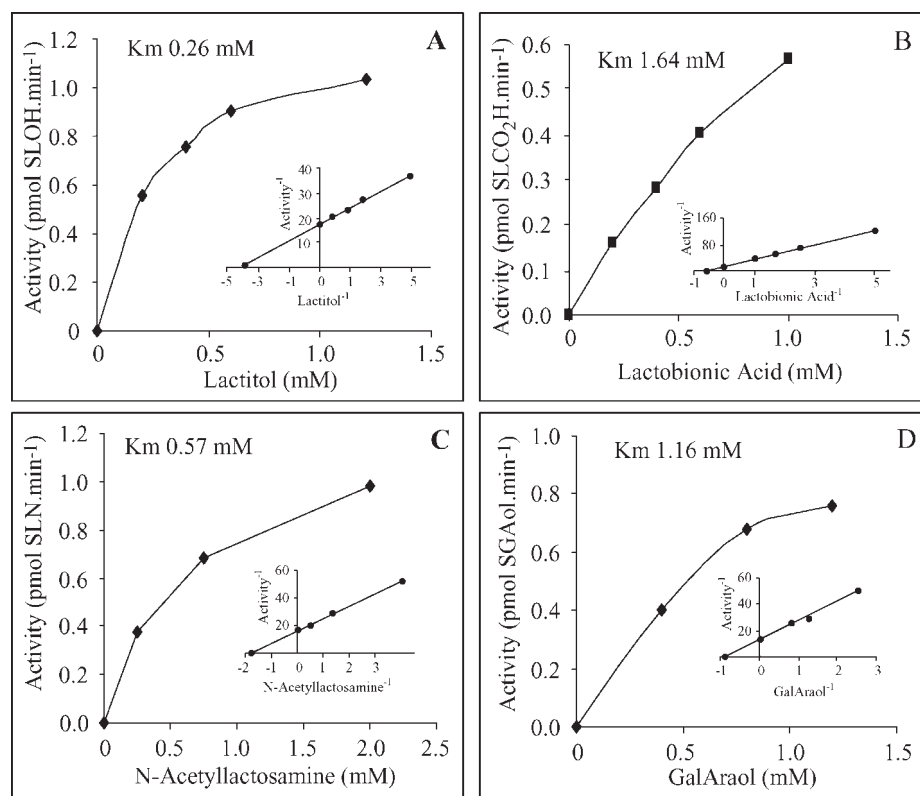 A
Km 0.26 mM
Activity (pmol SLOH.min⁻¹)
1.2
1.0
0.8
0.6
0.4
0.2
0
0 0.5 1.0 1.5
Lactitol (mM)
Activity⁻¹
40
30
20
10
-5 -3 -1 0 1 3 5
Lactitol⁻¹
B
Km 1.64 mM
Activity (pmol SLCO₂H.min⁻¹)
0.6
0.5
0.4
0.3
0.2
0.1
0.0
0 0.5 1.0 1.5
Lactobionic Acid (mM)
Activity⁻¹
160
80
-1 0 1 3 5
Lactobionic Acid⁻¹
C
Km 0.57 mM
Activity (pmol SLN.min⁻¹)
1.2
1.0
0.8
0.6
0.4
0.2
0.0
0 0.5 1.0 1.5 2.0 2.5
N-Acetyllactosamine (mM)
Activity⁻¹
60
40
20
-2 -1 0 1 2 3
N-Acetyllactosamine⁻¹
D
Km 1.16 mM
Activity (pmol SGAol.min⁻¹)
1.0
0.8
0.6
0.4
0.2
0.0
0 0.5 1.0 1.5
GalAraol (mM)
Activity⁻¹
60
40
20
-1 0 1 2 3
GalAraol⁻¹